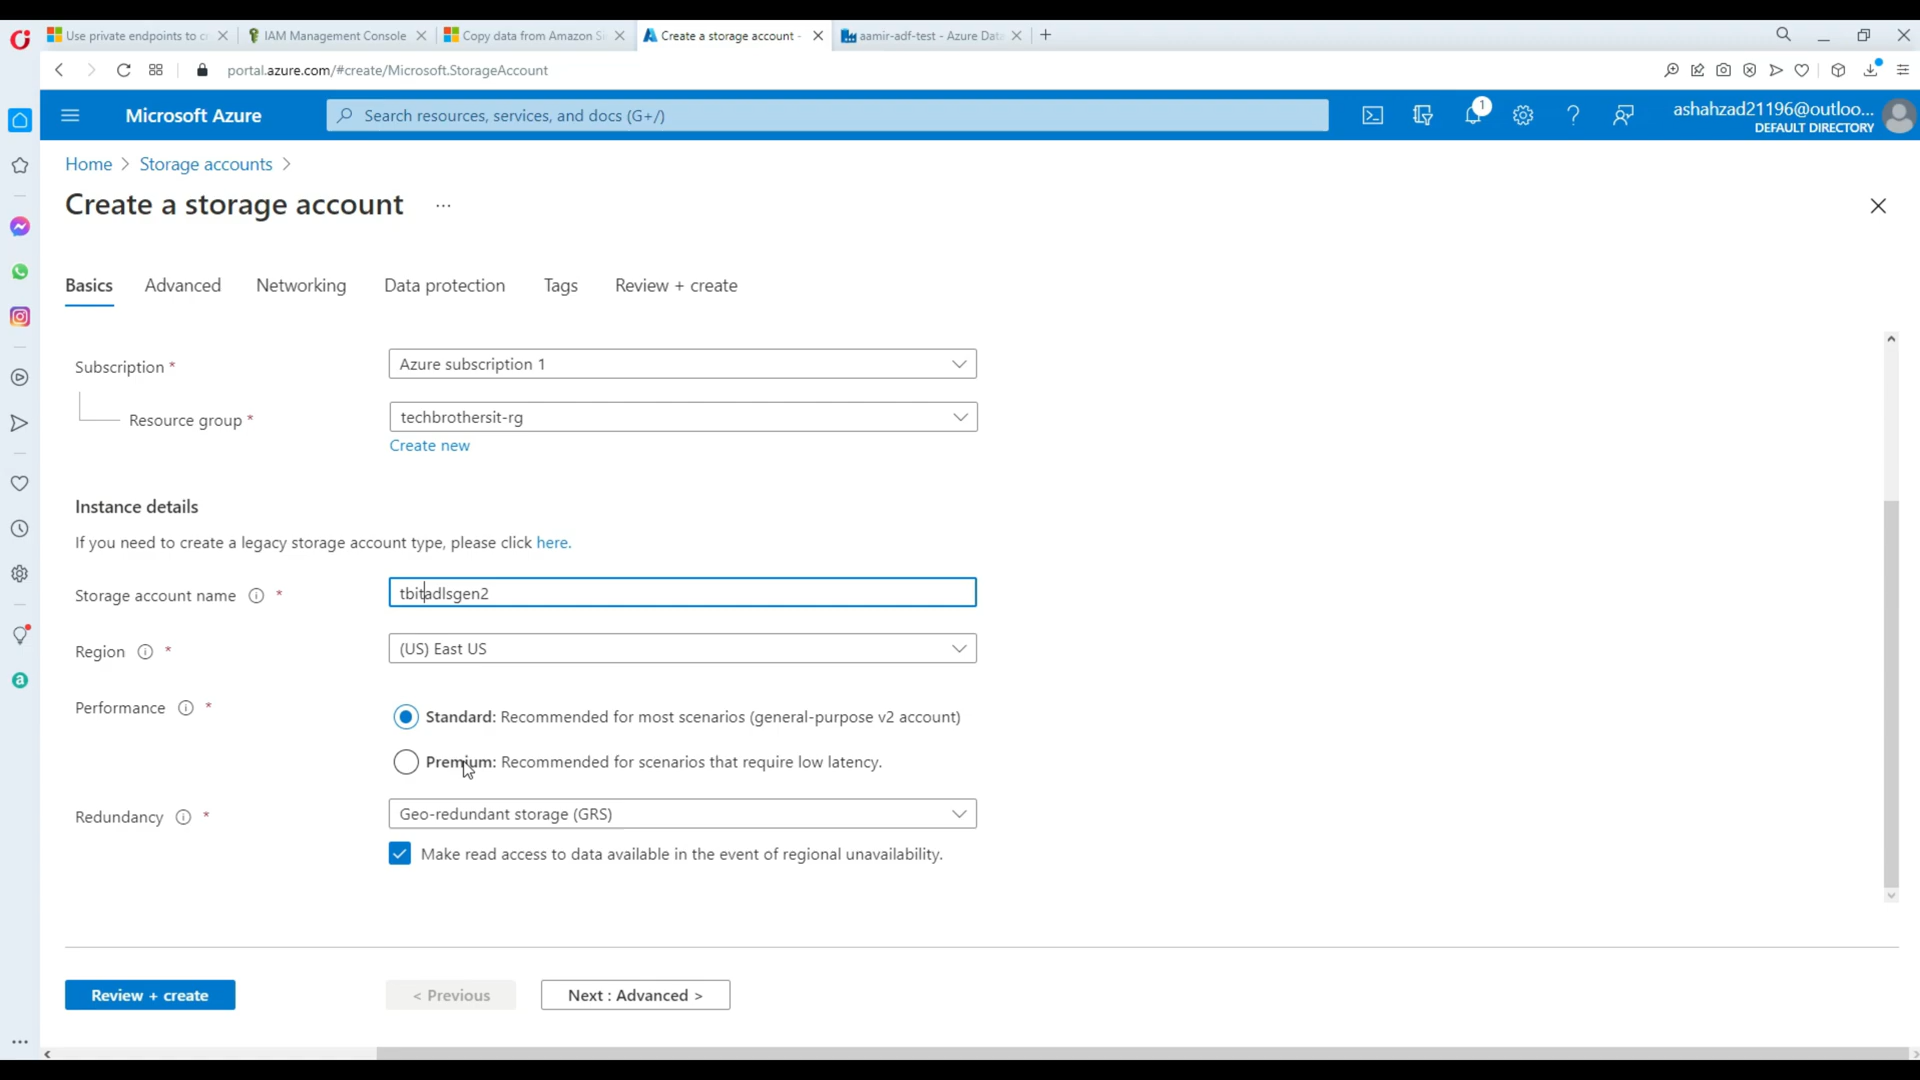 Use private endpoints to cr
IAM Management Console
Copy data from Amazon Si
Create a storage account -
aamir-adf-test - Azure Data
portal.azure.com/#create/Microsoft.StorageAccount
Microsoft Azure
Search resources, services, and docs (G+/)
1
ashahzad21196@outloo...
DEFAULT DIRECTORY
Home > Storage accounts >
Create a storage account ...
Basics Advanced Networking Data protection Tags Review + create
Subscription *
Azure subscription 1
Resource group *
techbrothersit-rg
Create new
Instance details
If you need to create a legacy storage account type, please click here.
Storage account name *
tbitadlsgen2
Region *
(US) East US
Performance *
Standard: Recommended for most scenarios (general-purpose v2 account)
Premium: Recommended for scenarios that require low latency.
Redundancy *
Geo-redundant storage (GRS)
Make read access to data available in the event of regional unavailability.
Review + create
< Previous
Next : Advanced >